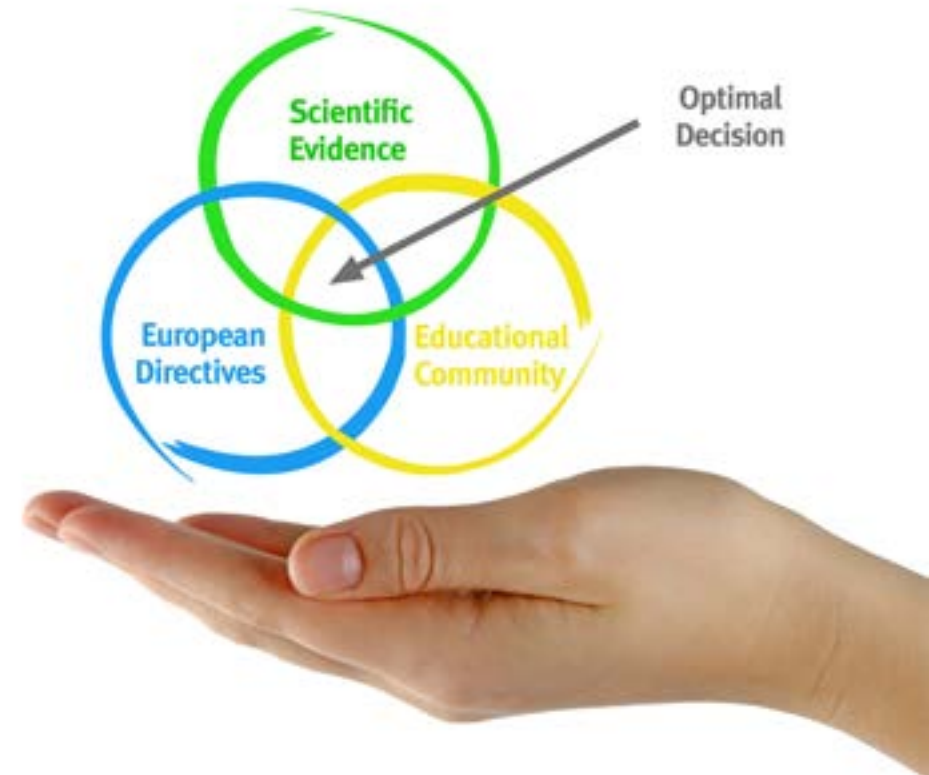 Scientific
Evidence
Optimal
Decision
European
Directives
Educational
Community